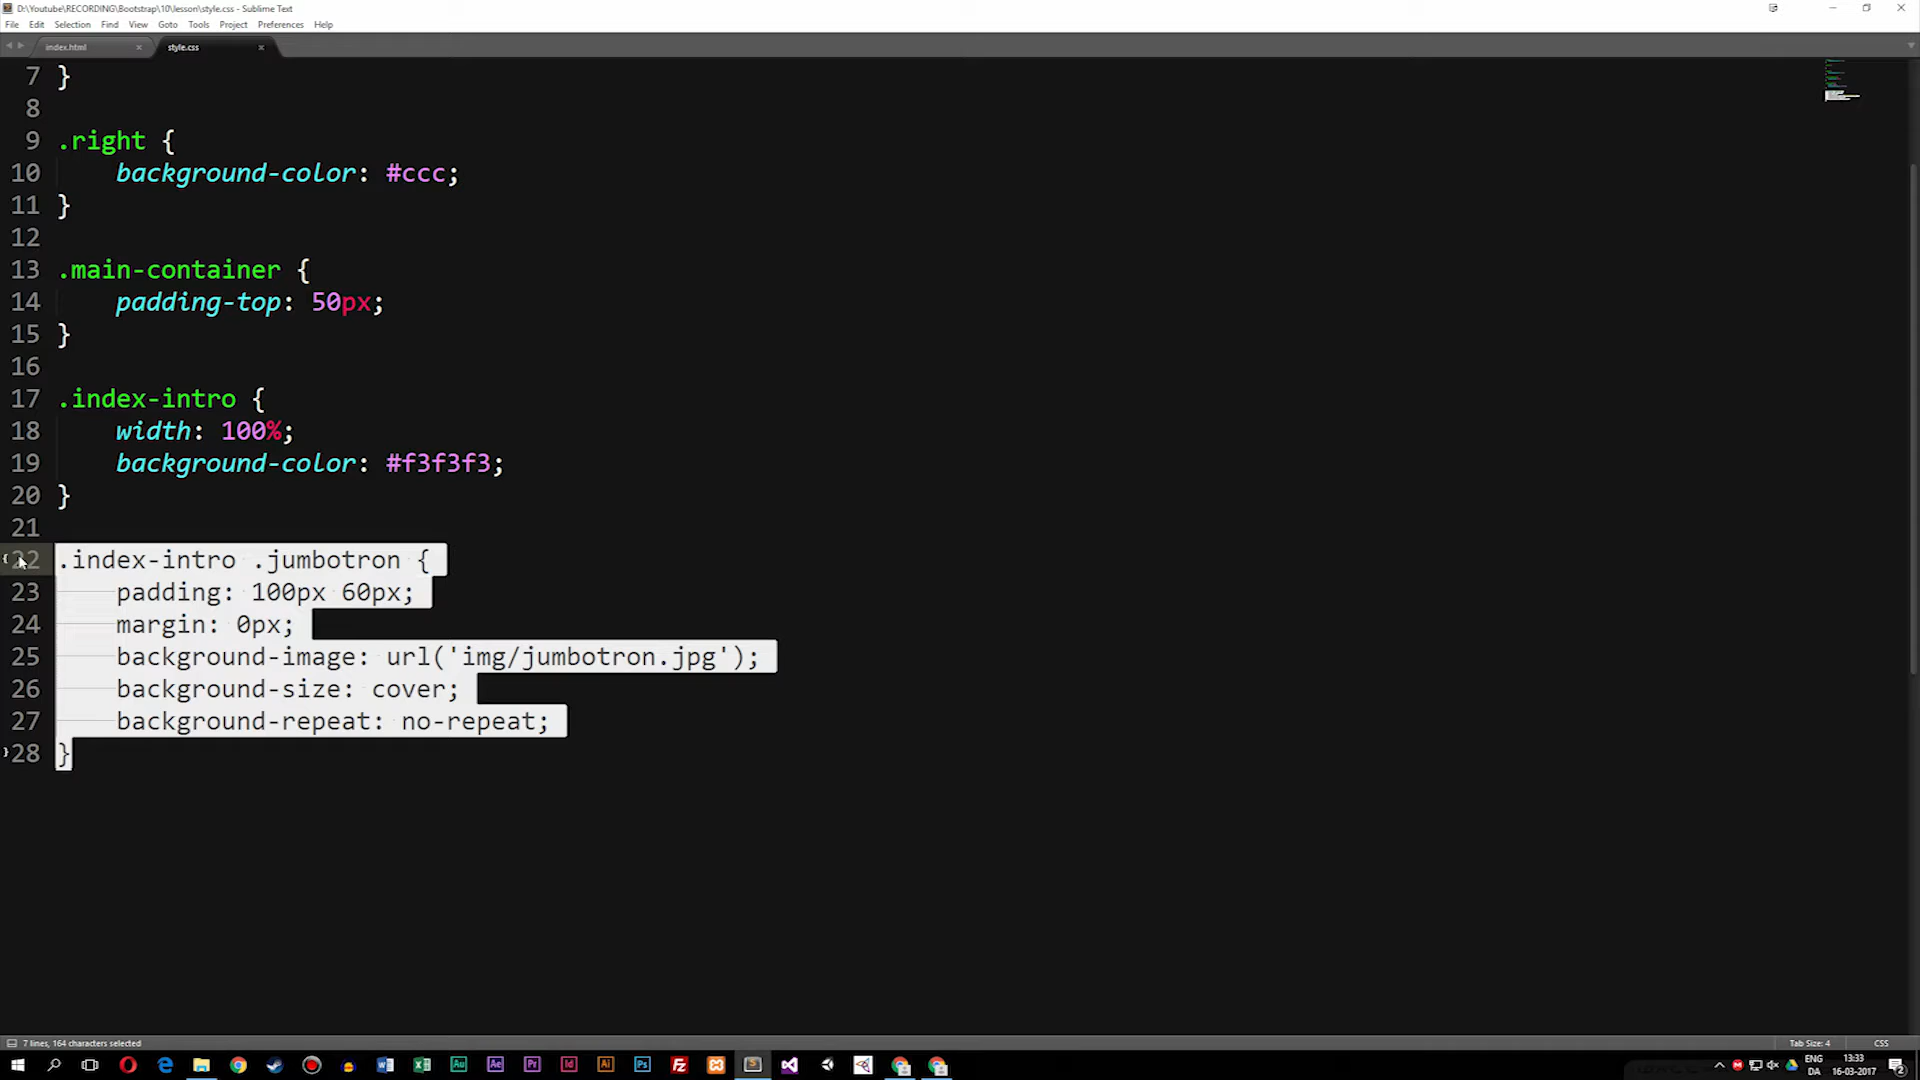 D:\Youtube\RECORDING\Bootstrap\10\lesson\style.css - Sublime Text
File Edit Selection Find View Goto Tools Project Preferences Help
index.html style.css
7 }
8
9 .right {
10 background-color: #ccc;
11 }
12
13 .main-container {
14 padding-top: 50px;
15 }
16
17 .index-intro {
18 width: 100%;
19 background-color: #f3f3f3;
20 }
21
22 .index-intro .jumbotron {
23 padding: 100px 60px;
24 margin: 0px;
25 background-image: url('img/jumbotron.jpg');
26 background-size: cover;
27 background-repeat: no-repeat;
28 }
7 lines, 164 characters selected Tab Size: 4 CSS
ENG 13:33
DA 16-03-2017